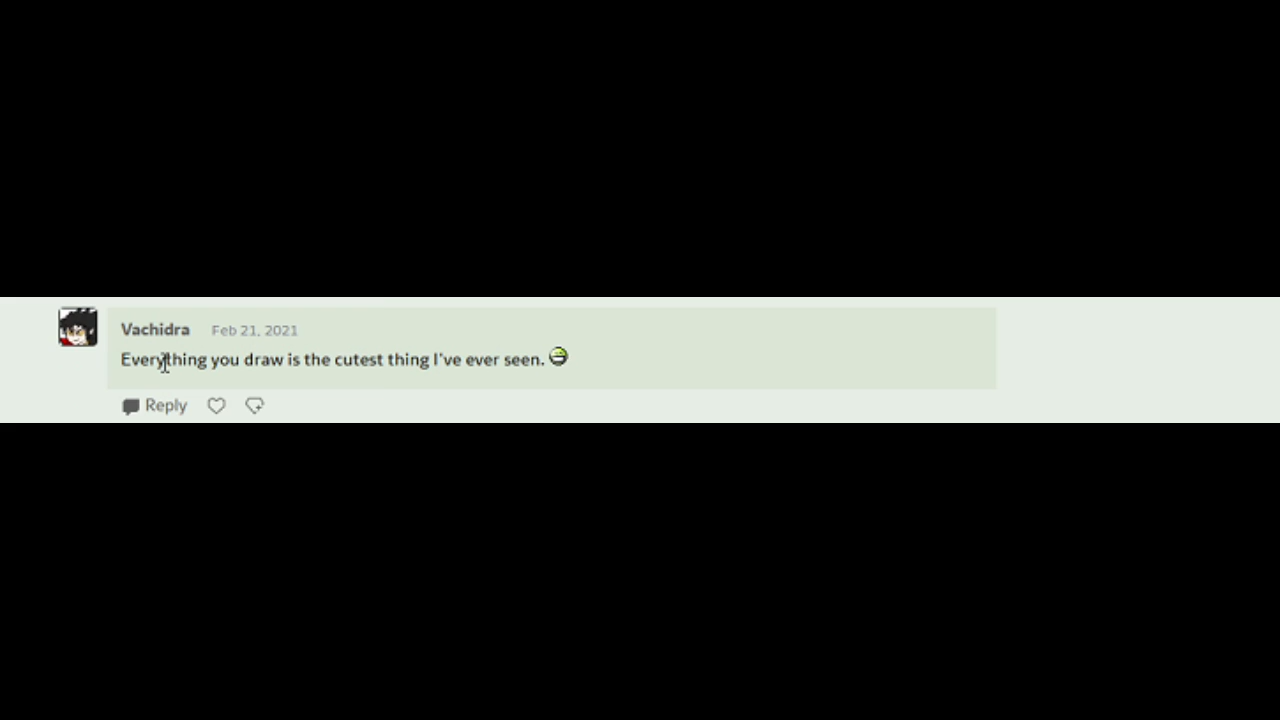 Vachidra Feb 21, 2021
Everything you draw is the cutest thing I've ever seen.
Reply